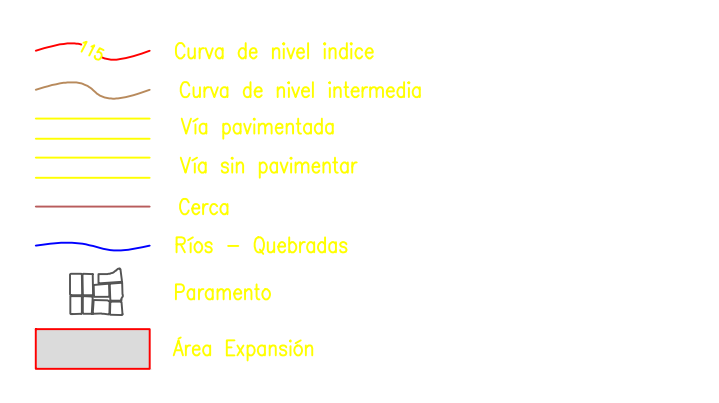 115
Curva de nivel indice
Curva de nivel intermedia
Vía pavimentada
Vía sin pavimentar
Cerca
Ríos - Quebradas
Paramento
Área Expansión